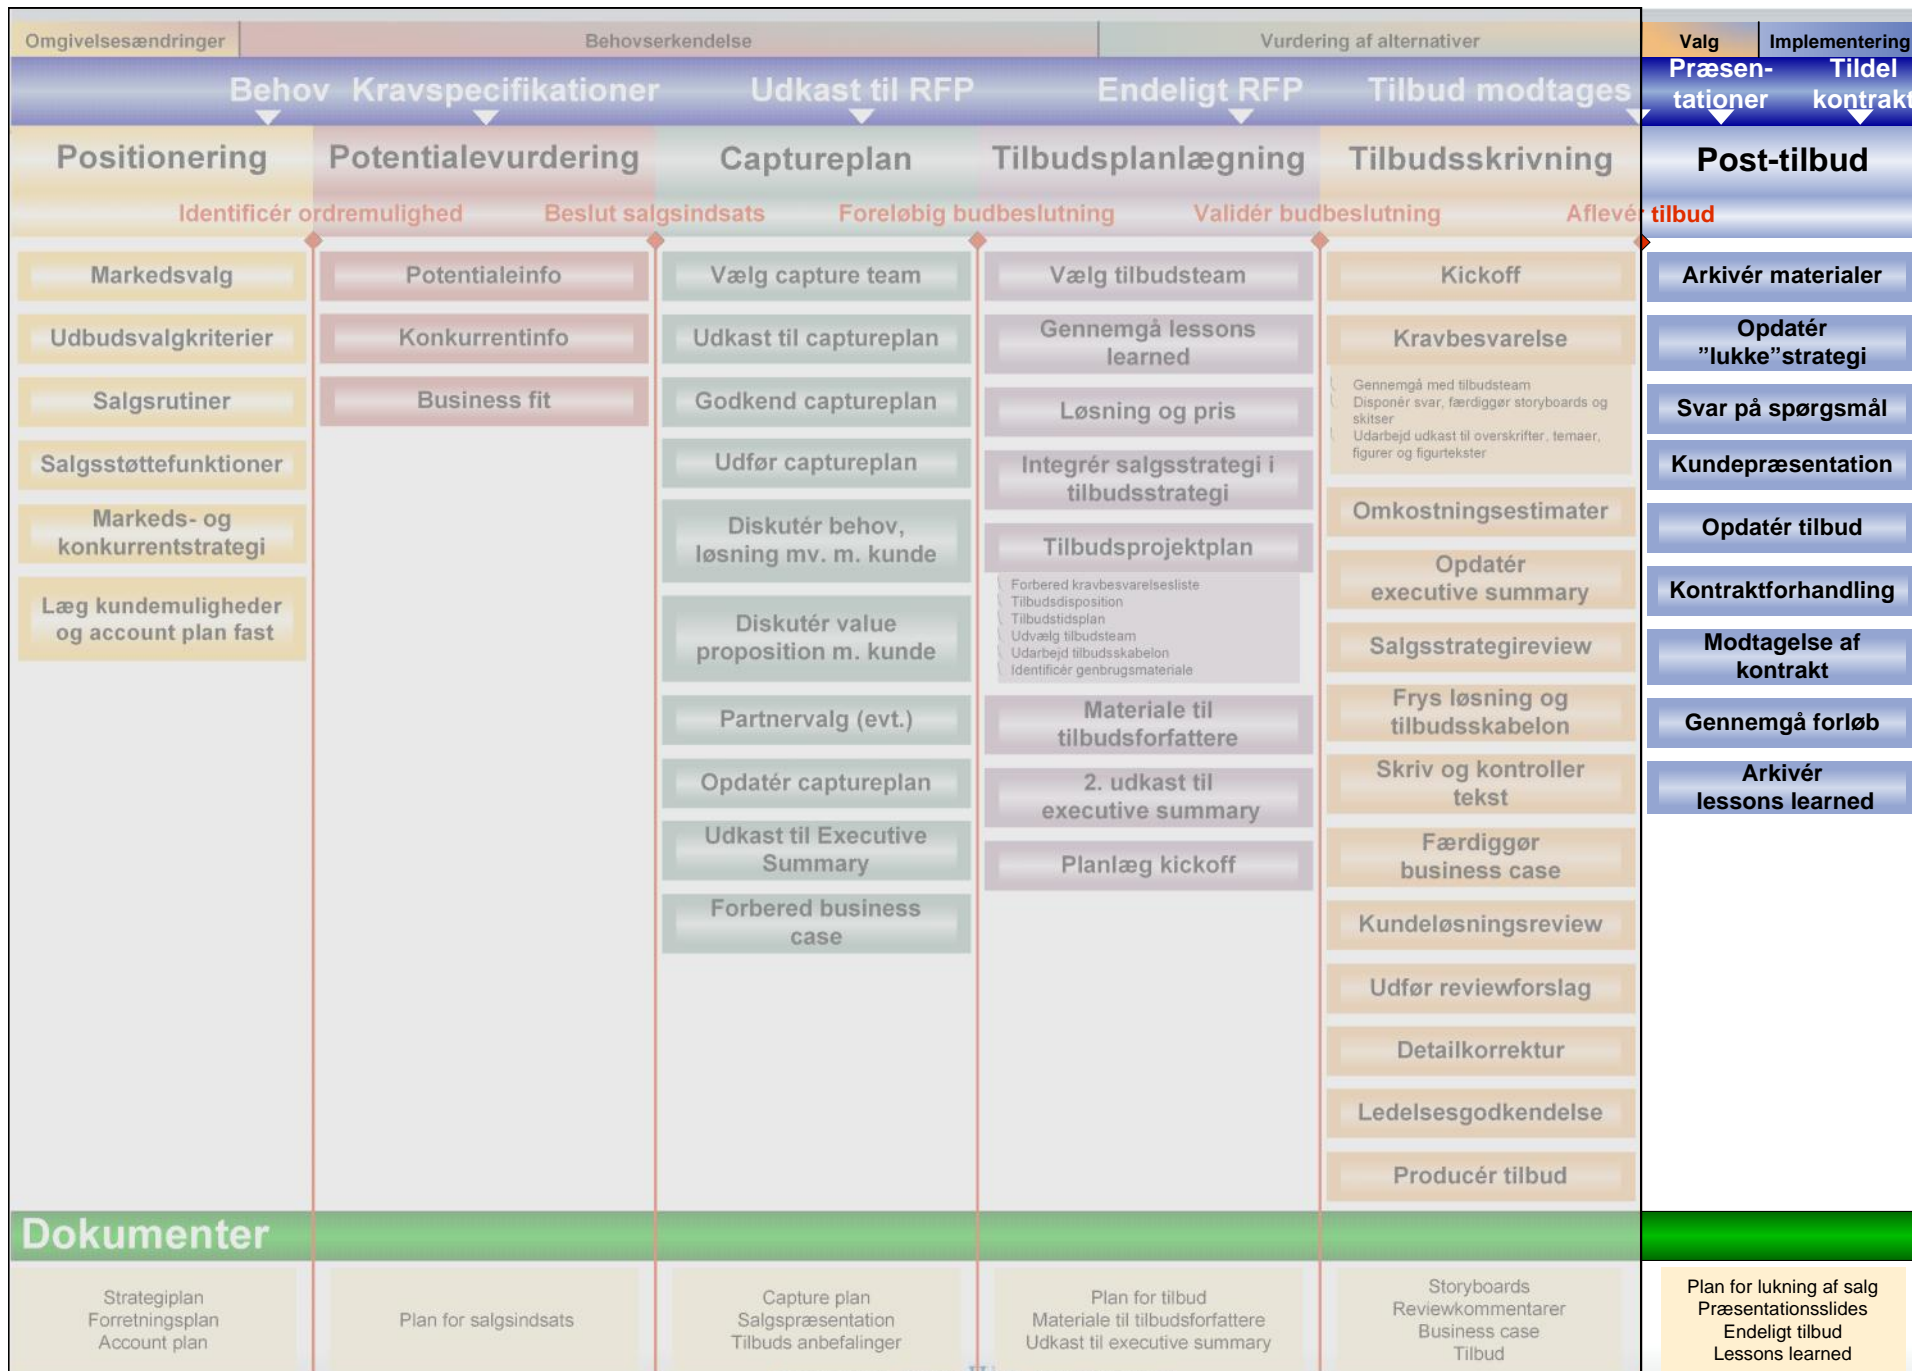 Omgivelsesændringer
Behovserkendelse
Vurdering af alternativer
Valg
Implementering
Behov
Kravspecifikationer
Udkast til RFP
Endeligt RFP
Tilbud modtages
Præsen-
tationer
Tildel
kontrakt
Positionering
Potentialevurdering
Captureplan
Tilbudsplanlægning
Tilbudsskrivning
Post-tilbud
Identificér ordremulighed
Beslut salgsindsats
Foreløbig budbeslutning
Validér budbeslutning
Aflevér tilbud
Markedsvalg
Udbudsvalgkriterier
Salgsrutiner
Salgsstøttefunktioner
Markeds- og
konkurrentstrategi
Læg kundemuligheder
og account plan fast
Potentialeinfo
Konkurrentinfo
Business fit
Vælg capture team
Udkast til captureplan
Godkend captureplan
Udfør captureplan
Diskutér behov,
løsning mv. m. kunde
Diskutér value
proposition m. kunde
Partnervalg (evt.)
Opdatér captureplan
Udkast til Executive
Summary
Forbered business
case
Vælg tilbudsteam
Gennemgå lessons
learned
Løsning og pris
Integrér salgsstrategi i
tilbudsstrategi
Tilbudsprojektplan
Forbered kravbesvarelsesliste
Tilbudsdisposition
Tilbudstidsplan
Udvælg tilbudsteam
Udarbejd tilbudsskabelon
Identificér genbrugsmateriale
Materiale til
tilbudsforfattere
2. udkast til
executive summary
Planlæg kickoff
Kickoff
Kravbesvarelse
Gennemgå med tilbudsteam
Disponér svar, færdiggør storyboards og
skitser
Udarbejd udkast til overskrifter, temaer,
figurer og figurtekster
Omkostningsestimater
Opdatér
executive summary
Salgsstrategireview
Frys løsning og
tilbudsskabelon
Skriv og kontroller
tekst
Færdiggør
business case
Kundeløsningsreview
Udfør reviewforslag
Detailkorrektur
Ledelsesgodkendelse
Producér tilbud
Arkivér materialer
Opdatér
”lukke”strategi
Svar på spørgsmål
Kundepræsentation
Opdatér tilbud
Kontraktforhandling
Modtagelse af
kontrakt
Gennemgå forløb
Arkivér
lessons learned
Dokumenter
Strategiplan
Forretningsplan
Account plan
Plan for salgsindsats
Capture plan
Salgspræsentation
Tilbuds anbefalinger
Plan for tilbud
Materiale til tilbudsforfattere
Udkast til executive summary
Storyboards
Reviewkommentarer
Business case
Tilbud
Plan for lukning af salg
Præsentationsslides
Endeligt tilbud
Lessons learned